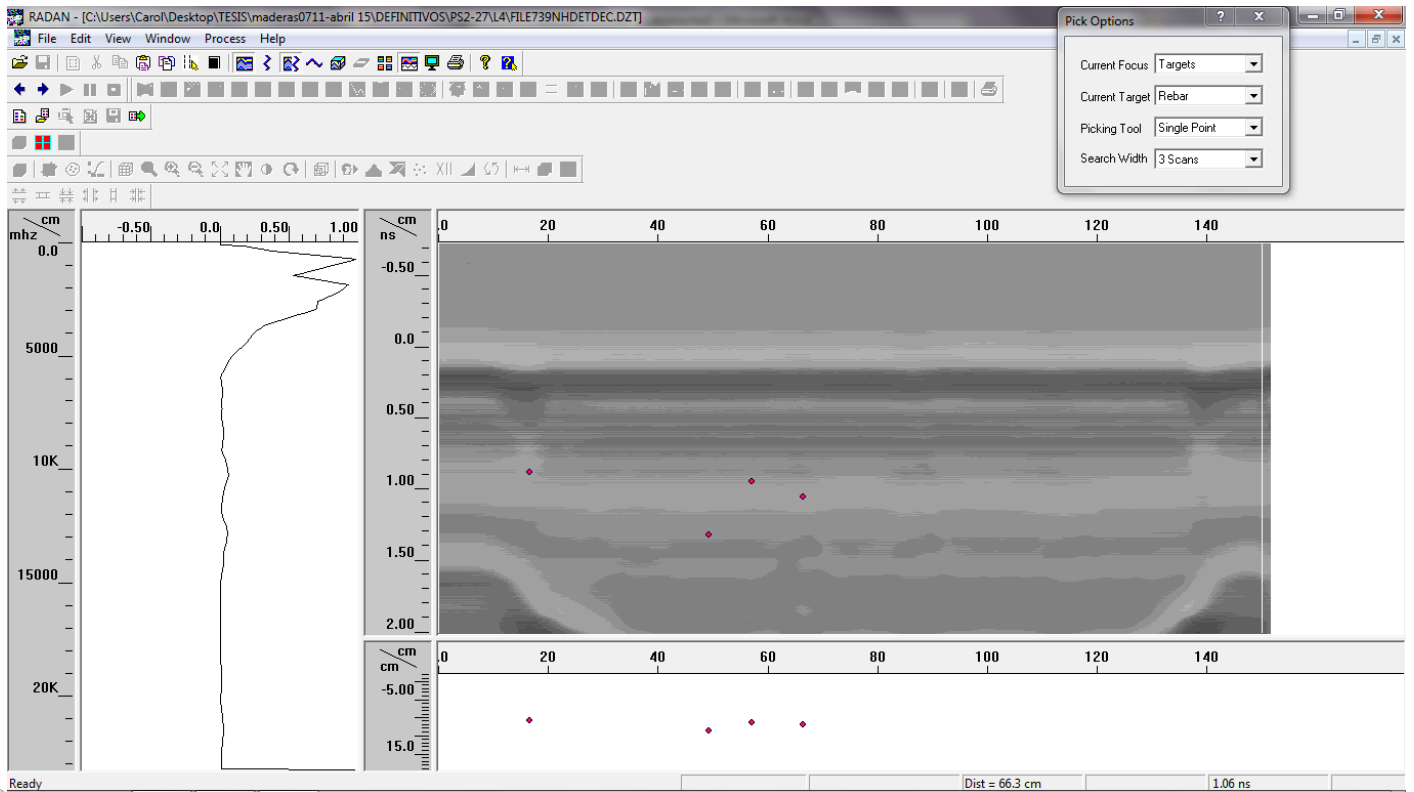 RADAN - [C:\Users\Carol\Desktop\TESIS\maderas0711-abril 15\DEFINITIVOS\PS2-27\L4\FILE739NHDETDEC.DZT]
File Edit View Window Process Help
Pick Options
Current Focus Targets
Current Target Rebar
Picking Tool Single Point
Search Width 3 Scans
XII
cm
mhz
-0.50 0.0 0.50 1.00
0.0
5000
10K
15000
20K
cm
ns
.0 20 40 60 80 100 120 140
-0.50
0.0
0.50
1.00
1.50
2.00
cm
cm
.0 20 40 60 80 100 120 140
-5.00
15.0
Ready
Dist = 66.3 cm
1.06 ns